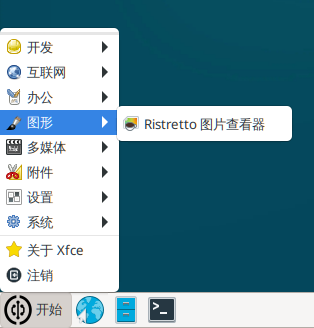 开发
互联网
办公
图形
Ristretto 图片查看器
多媒体
附件
设置
系统
关于 Xfce
注销
开始